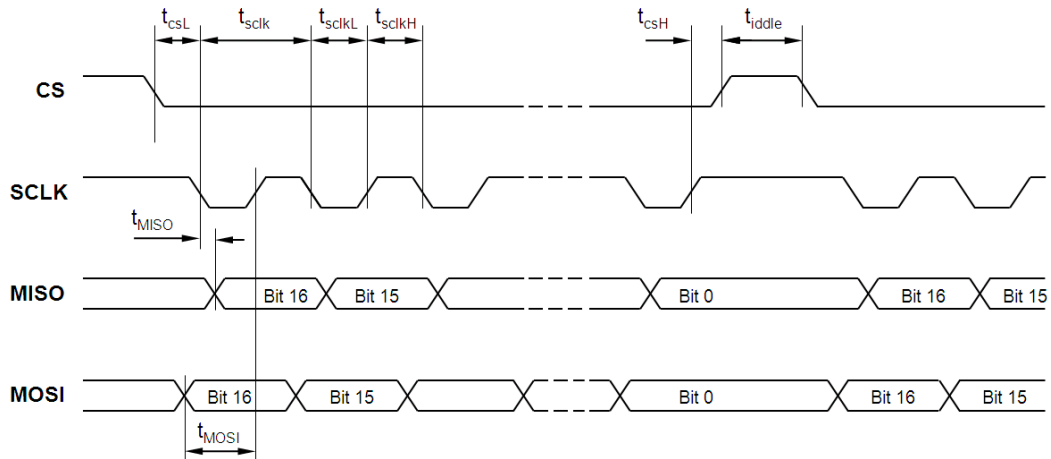 tcsL tsclk tsclkL tsclkH tcsH tiddle
CS
SCLK
tMISO
MISO Bit 16 Bit 15 Bit 0 Bit 16 Bit 15
MOSI Bit 16 Bit 15 Bit 0 Bit 16 Bit 15
tMOSI